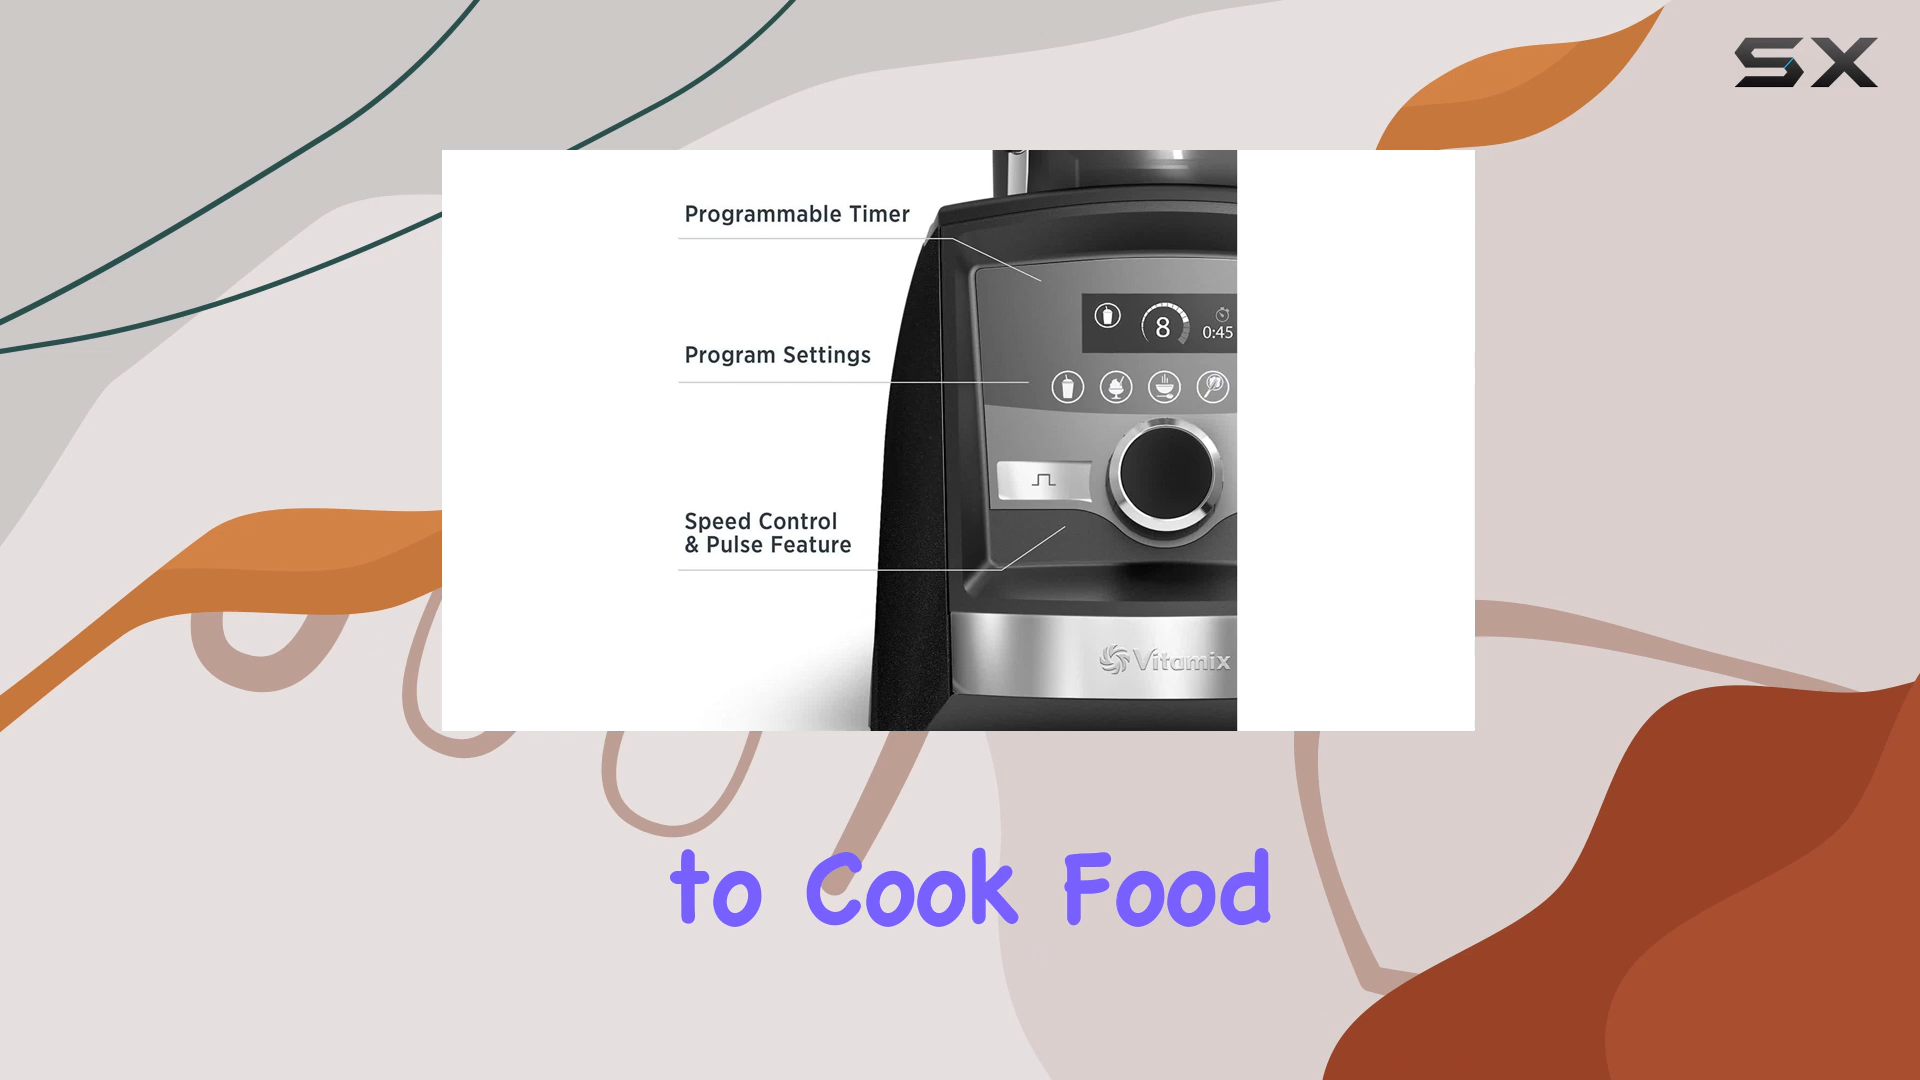 SX
Programmable Timer
8
0:45
Program Settings
Speed Control
& Pulse Feature
Vitamix
to Cook Food